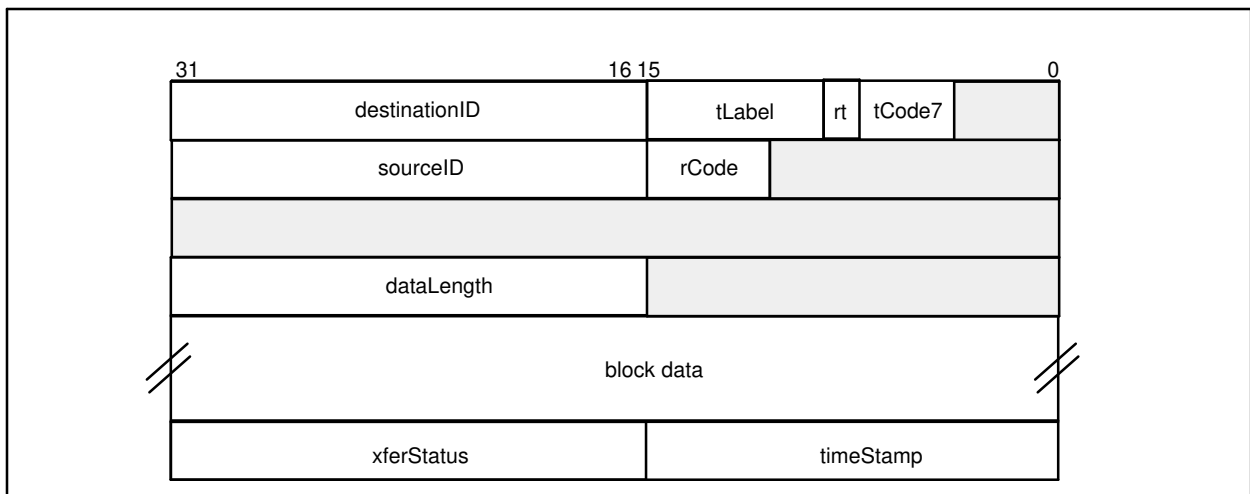 31 16 15 0
destinationID tLabel rt tCode7
sourceID rCode
dataLength
block data
xferStatus timeStamp